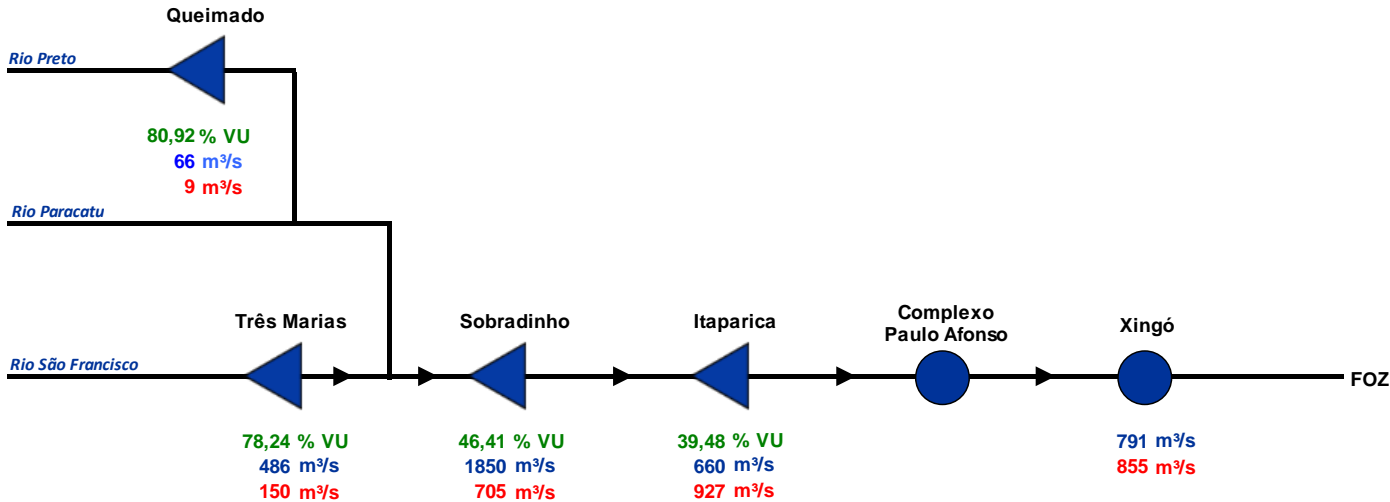 Queimado
Rio Preto
80,92 % VU
66 m³/s
9 m³/s
Rio Paracatu
Três Marias
Sobradinho
Itaparica
Complexo
Paulo Afonso
Xingó
Rio São Francisco
FOZ
78,24 % VU
486 m³/s
150 m³/s
46,41 % VU
1850 m³/s
705 m³/s
39,48 % VU
660 m³/s
927 m³/s
791 m³/s
855 m³/s